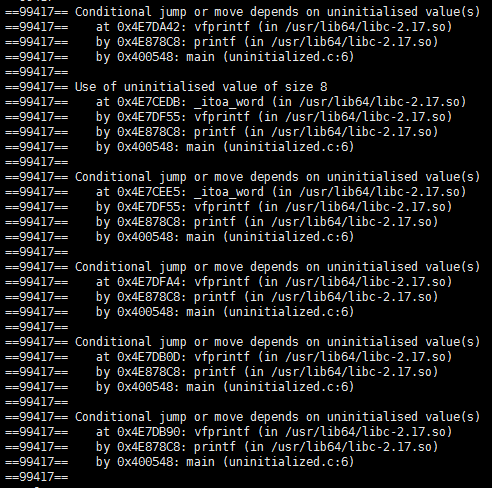 ==99417== Conditional jump or move depends on uninitialised value(s)
==99417==    at 0x4E7DA42: vfprintf (in /usr/lib64/libc-2.17.so)
==99417==    by 0x4E878C8: printf (in /usr/lib64/libc-2.17.so)
==99417==    by 0x400548: main (uninitialized.c:6)
==99417==
==99417== Use of uninitialised value of size 8
==99417==    at 0x4E7CEDB: _itoa_word (in /usr/lib64/libc-2.17.so)
==99417==    by 0x4E7DF55: vfprintf (in /usr/lib64/libc-2.17.so)
==99417==    by 0x4E878C8: printf (in /usr/lib64/libc-2.17.so)
==99417==    by 0x400548: main (uninitialized.c:6)
==99417==
==99417== Conditional jump or move depends on uninitialised value(s)
==99417==    at 0x4E7CEE5: _itoa_word (in /usr/lib64/libc-2.17.so)
==99417==    by 0x4E7DF55: vfprintf (in /usr/lib64/libc-2.17.so)
==99417==    by 0x4E878C8: printf (in /usr/lib64/libc-2.17.so)
==99417==    by 0x400548: main (uninitialized.c:6)
==99417==
==99417== Conditional jump or move depends on uninitialised value(s)
==99417==    at 0x4E7DFA4: vfprintf (in /usr/lib64/libc-2.17.so)
==99417==    by 0x4E878C8: printf (in /usr/lib64/libc-2.17.so)
==99417==    by 0x400548: main (uninitialized.c:6)
==99417==
==99417== Conditional jump or move depends on uninitialised value(s)
==99417==    at 0x4E7DB0D: vfprintf (in /usr/lib64/libc-2.17.so)
==99417==    by 0x4E878C8: printf (in /usr/lib64/libc-2.17.so)
==99417==    by 0x400548: main (uninitialized.c:6)
==99417==
==99417== Conditional jump or move depends on uninitialised value(s)
==99417==    at 0x4E7DB90: vfprintf (in /usr/lib64/libc-2.17.so)
==99417==    by 0x4E878C8: printf (in /usr/lib64/libc-2.17.so)
==99417==    by 0x400548: main (uninitialized.c:6)
==99417==